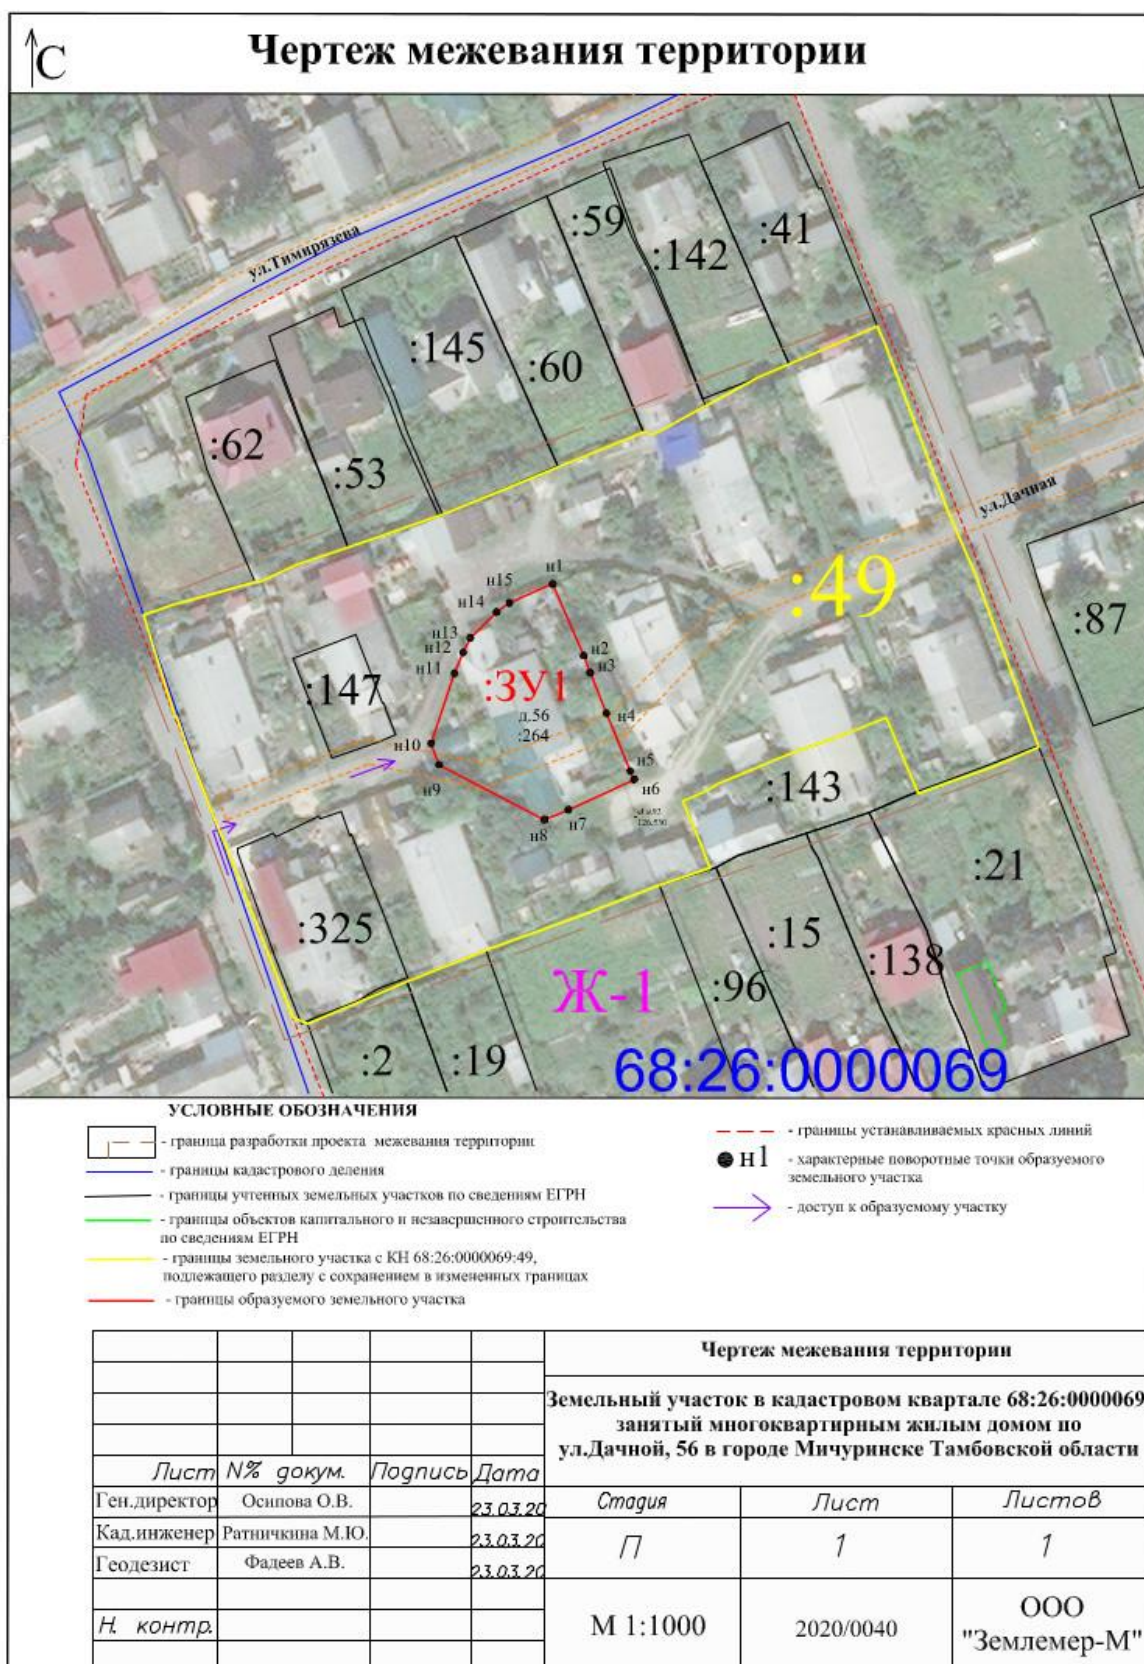 С
Чертеж межевания территории
ул.Тимирязева
:59
:41
:142
:145
:60
:62
:53
ул.Дачная
:49
:87
н1
н15
н14
н13
н12
н11
н2
н3
:ЗУ1
:147
д.56
:264
н4
н10
н5
н6
н9
н7
н8
:143
:21
:325
:15
:138
:96
Ж-1
:2
:19
68:26:0000069
УСЛОВНЫЕ ОБОЗНАЧЕНИЯ
- граница разработки проекта межевания территории
- границы кадастрового деления
- границы учтенных земельных участков по сведениям ЕГРН
- границы объектов капитального и незавершенного строительства
по сведениям ЕГРН
- границы земельного участка с КН 68:26:0000069:49,
подлежащего разделу с сохранением в измененных границах
- границы образуемого земельного участка
- границы устанавливаемых красных линий
н1 - характерные поворотные точки образуемого
земельного участка
- доступ к образуемому участку
Чертеж межевания территории
Земельный участок в кадастровом квартале 68:26:0000069
занятый многоквартирным жилым домом по
ул.Дачной, 56 в городе Мичуринске Тамбовской области
Лист N% докум. Подпись Дата
Ген.директор Осипова О.В. 23.03.20
Кад.инженер Ратничкина М.Ю. 23.03.20
Геодезист Фадеев А.В. 23.03.20
Н. контр.
Стадия Лист Листов
П 1 1
М 1:1000 2020/0040 ООО
"Землемер-М"